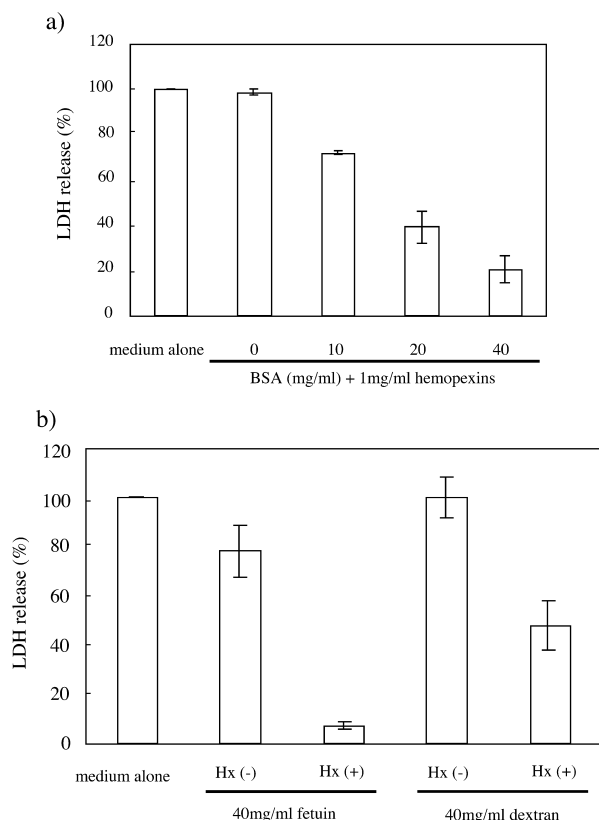 a)
120
100
80
60
40
20
0
LDH release (%)
medium alone 0 10 20 40
BSA (mg/ml) + 1mg/ml hemopexins
b)
120
100
80
60
40
20
0
LDH release (%)
medium alone Hx (-) Hx (+) Hx (-) Hx (+)
40mg/ml fetuin 40mg/ml dextran